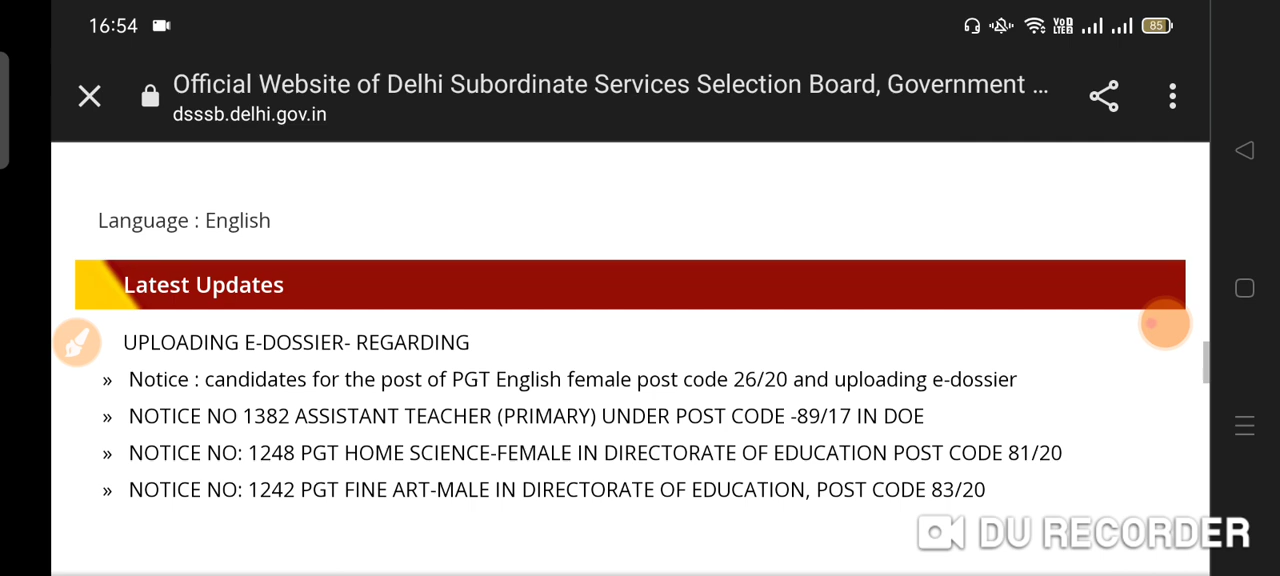 16:54
Vo) LTE2
85
Official Website of Delhi Subordinate Services Selection Board, Government ...
dsssb.delhi.gov.in
Language : English
Latest Updates
UPLOADING E-DOSSIER- REGARDING
» Notice : candidates for the post of PGT English female post code 26/20 and uploading e-dossier
» NOTICE NO 1382 ASSISTANT TEACHER (PRIMARY) UNDER POST CODE -89/17 IN DOE
» NOTICE NO: 1248 PGT HOME SCIENCE-FEMALE IN DIRECTORATE OF EDUCATION POST CODE 81/20
» NOTICE NO: 1242 PGT FINE ART-MALE IN DIRECTORATE OF EDUCATION, POST CODE 83/20
DU RECORDER